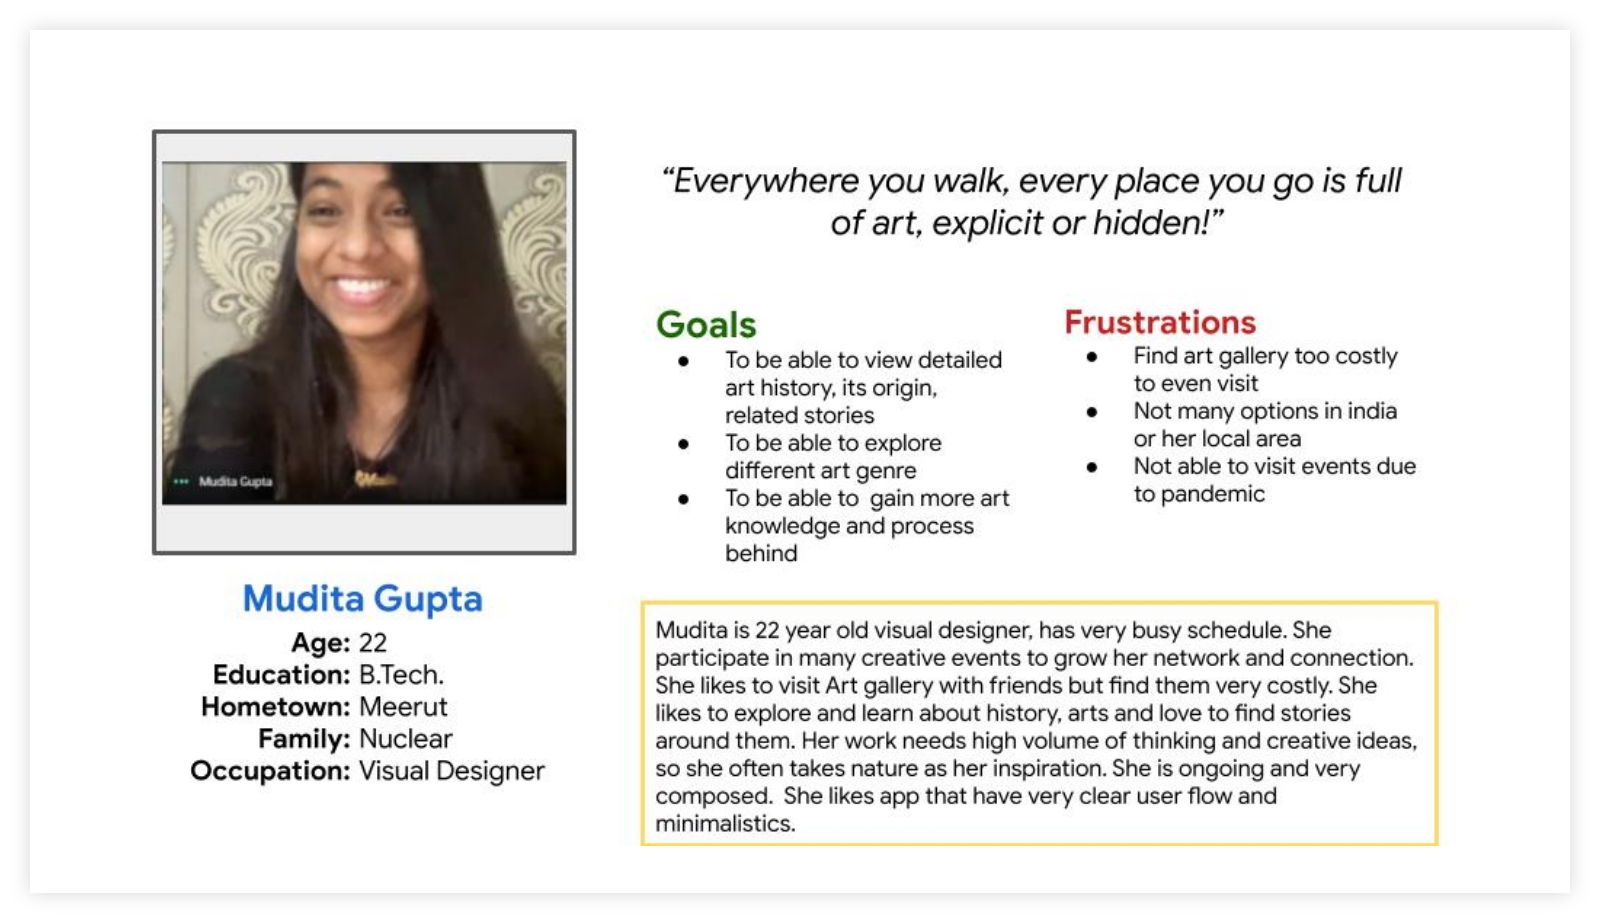 Mudita Gupta
Mudita Gupta
Age: 22
Education: B.Tech.
Hometown: Meerut
Family: Nuclear
Occupation: Visual Designer
“Everywhere you walk, every place you go is full
of art, explicit or hidden!”
Goals
● To be able to view detailed
art history, its origin,
related stories
● To be able to explore
different art genre
● To be able to  gain more art
knowledge and process
behind
Frustrations
● Find art gallery too costly
to even visit
● Not many options in india
or her local area
● Not able to visit events due
to pandemic
Mudita is 22 year old visual designer, has very busy schedule. She
participate in many creative events to grow her network and connection.
She likes to visit Art gallery with friends but find them very costly. She
likes to explore and learn about history, arts and love to find stories
around them. Her work needs high volume of thinking and creative ideas,
so she often takes nature as her inspiration. She is ongoing and very
composed.  She likes app that have very clear user flow and
minimalistics.